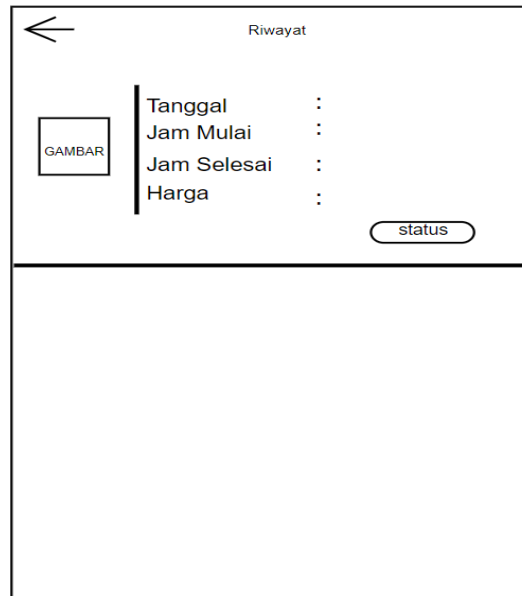 Riwayat
GAMBAR
Tanggal :
Jam Mulai :
Jam Selesai :
Harga :
status